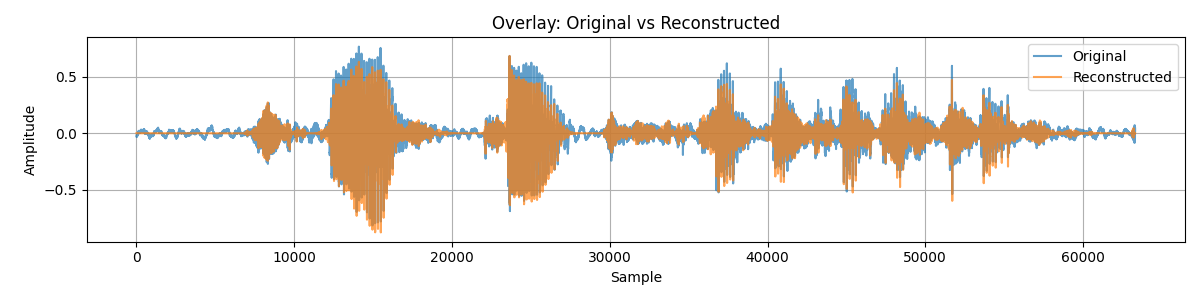 Overlay: Original vs Reconstructed
Original
Reconstructed
Amplitude
0.5
0.0
−0.5
0 10000 20000 30000 40000 50000 60000
Sample